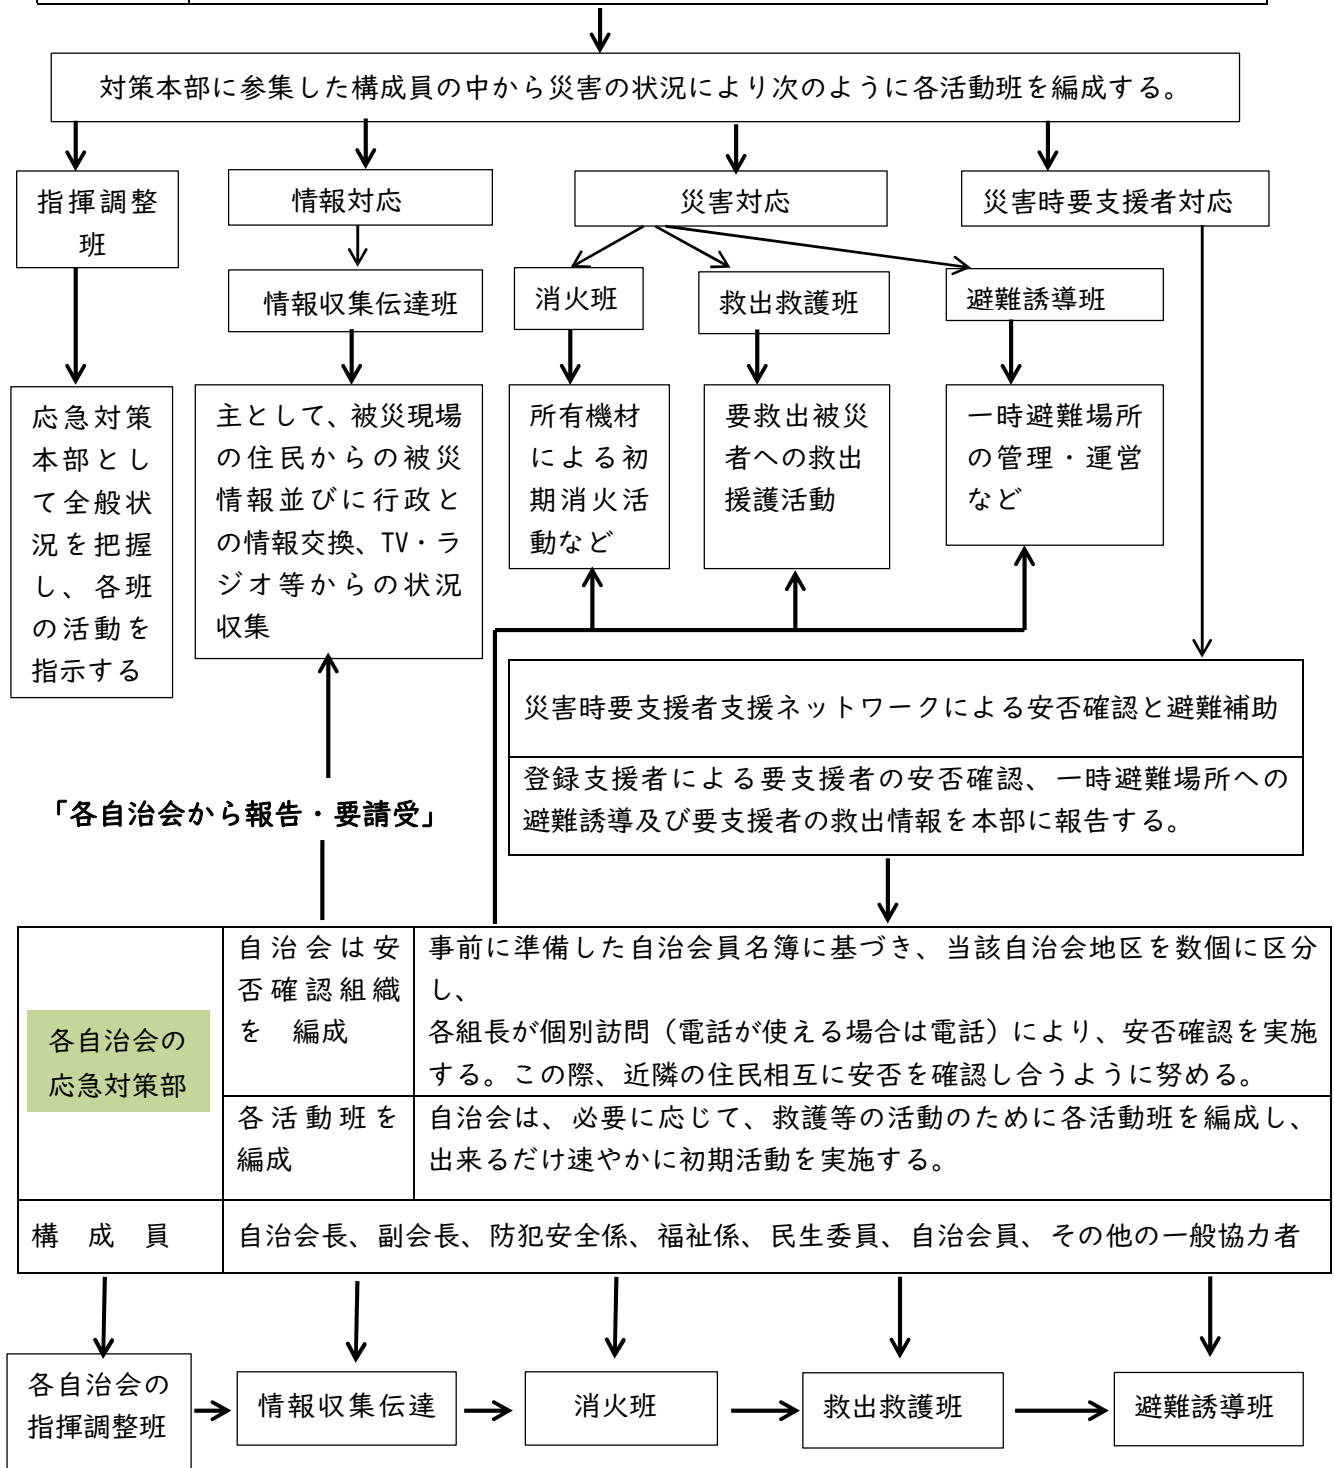 対策本部に参集した構成員の中から災害の状況により次のように各活動班を編成する。
指揮調整
班
情報対応
災害対応
災害時要支援者対応
情報収集伝達班
消火班
救出救護班
避難誘導班
応急対策
本部とし
て全般状
況を把握
し、各班
の活動を
指示する
主として、被災現場
の住民からの被災
情報並びに行政と
の情報交換、TV・ラ
ジオ等からの状況
収集
所有機材
による初
期消火活
動など
要救出被災
者への救出
援護活動
一時避難場所
の管理・運営
など
災害時要支援者支援ネットワークによる安否確認と避難補助
登録支援者による要支援者の安否確認、一時避難場所への
避難誘導及び要支援者の救出情報を本部に報告する。
「各自治会から報告・要請受」
各自治会の
応急対策部
自治会は安
否確認組織
を 編成
事前に準備した自治会員名簿に基づき、当該自治会地区を数個に区分
し、
各組長が個別訪問（電話が使える場合は電話）により、安否確認を実施
する。この際、近隣の住民相互に安否を確認し合うように努める。
各活動班を
編成
自治会は、必要に応じて、救護等の活動のために各活動班を編成し、
出来るだけ速やかに初期活動を実施する。
構 成 員
自治会長、副会長、防犯安全係、福祉係、民生委員、自治会員、その他の一般協力者
各自治会の
指揮調整班
情報収集伝達
消火班
救出救護班
避難誘導班